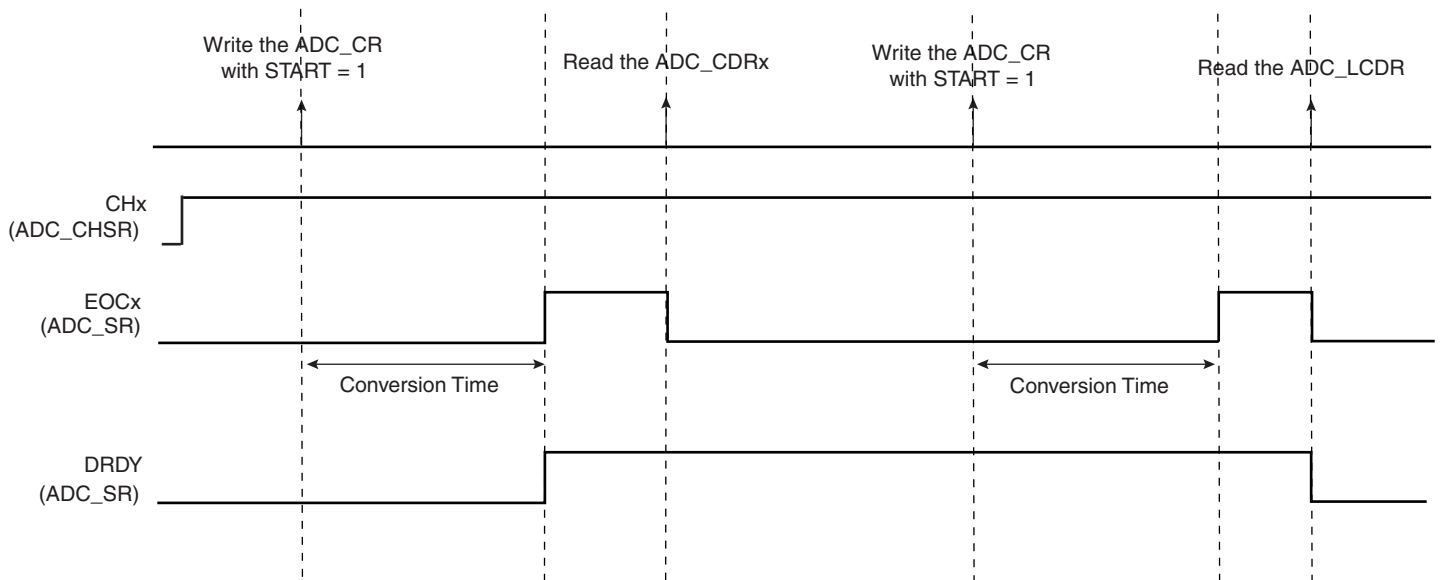 Write the ADC_CR
with START = 1
Read the ADC_CDRx
Write the ADC_CR
with START = 1
Read the ADC_LCDR
CHx
(ADC_CHSR)
EOCx
(ADC_SR)
Conversion Time
Conversion Time
DRDY
(ADC_SR)